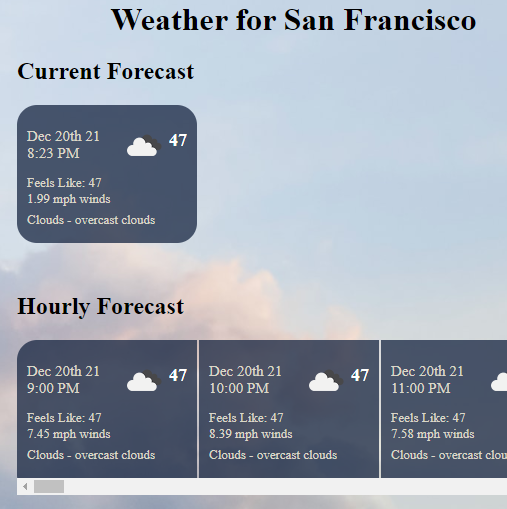 Weather for San Francisco
Current Forecast
Dec 20th 21
8:23 PM
47
Feels Like: 47
1.99 mph winds
Clouds - overcast clouds
Hourly Forecast
Dec 20th 21
9:00 PM
47
Feels Like: 47
7.45 mph winds
Clouds - overcast clouds
Dec 20th 21
10:00 PM
47
Feels Like: 47
8.39 mph winds
Clouds - overcast clouds
Dec 20th 21
11:00 PM
Feels Like: 47
7.58 mph winds
Clouds - overcast clou